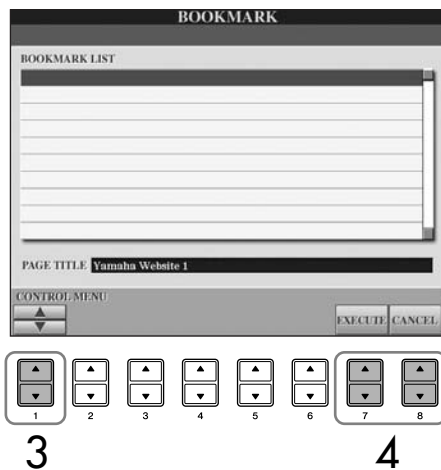 BOOKMARK
BOOKMARK LIST
PAGE TITLE Yamaha Website 1
CONTROL MENU
EXECUTE CANCEL
1 2 3 4 5 6 7 8
3 4